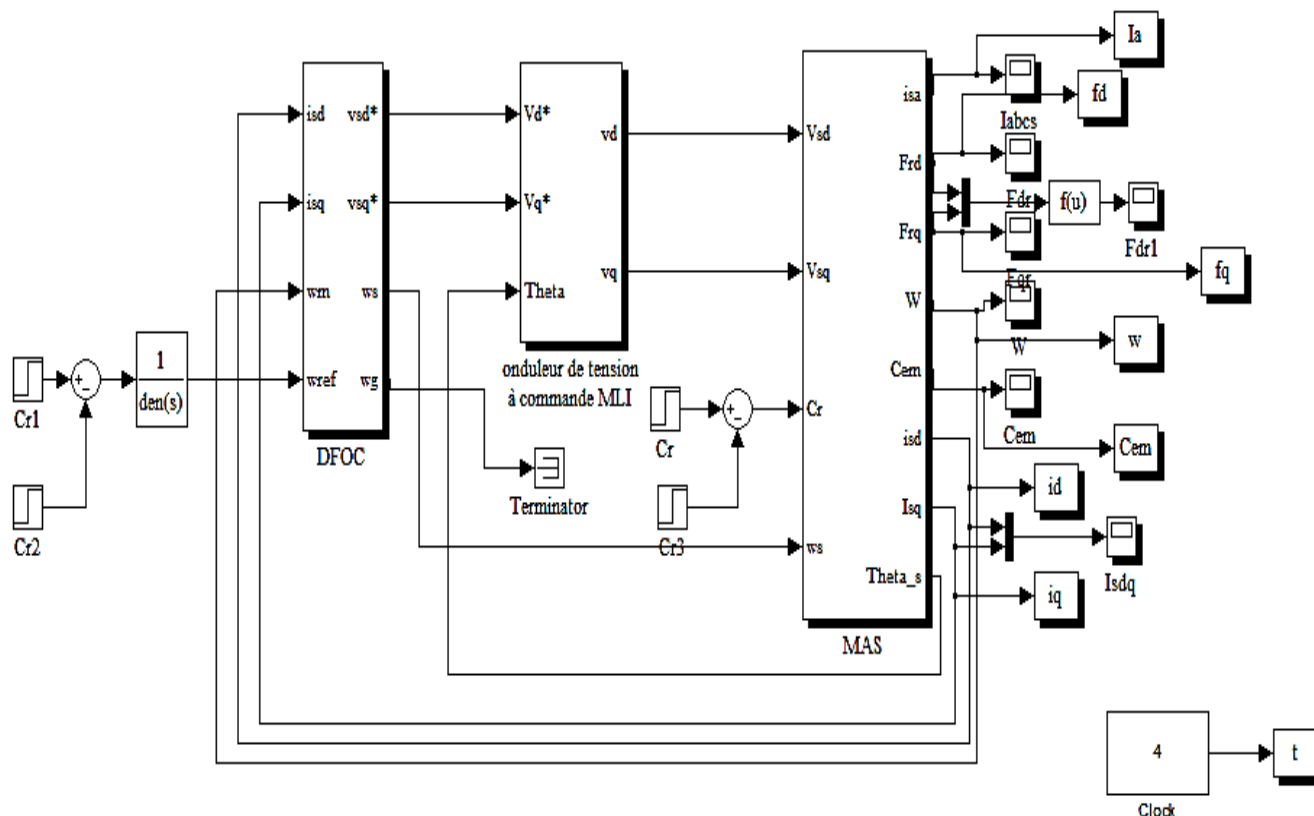 Ia
isa
Iabcs
fd
isd
vsd*
Vd*
vd
Vsd
Frd
Fdr
isq
vsq*
Vq*
f(u)
Fdr1
Frq
Fqr
fq
wm
ws
Theta
vq
Vsq
W
W
w
1
den(s)
wref
wg
onduleur de tension
à commande MLI
Cr1
DFOC
Cr
Cr
Cem
Cem
Cem
isd
id
Terminator
Isq
Cr2
Cr3
ws
Isdq
Theta_s
iq
MAS
4
t
Clock